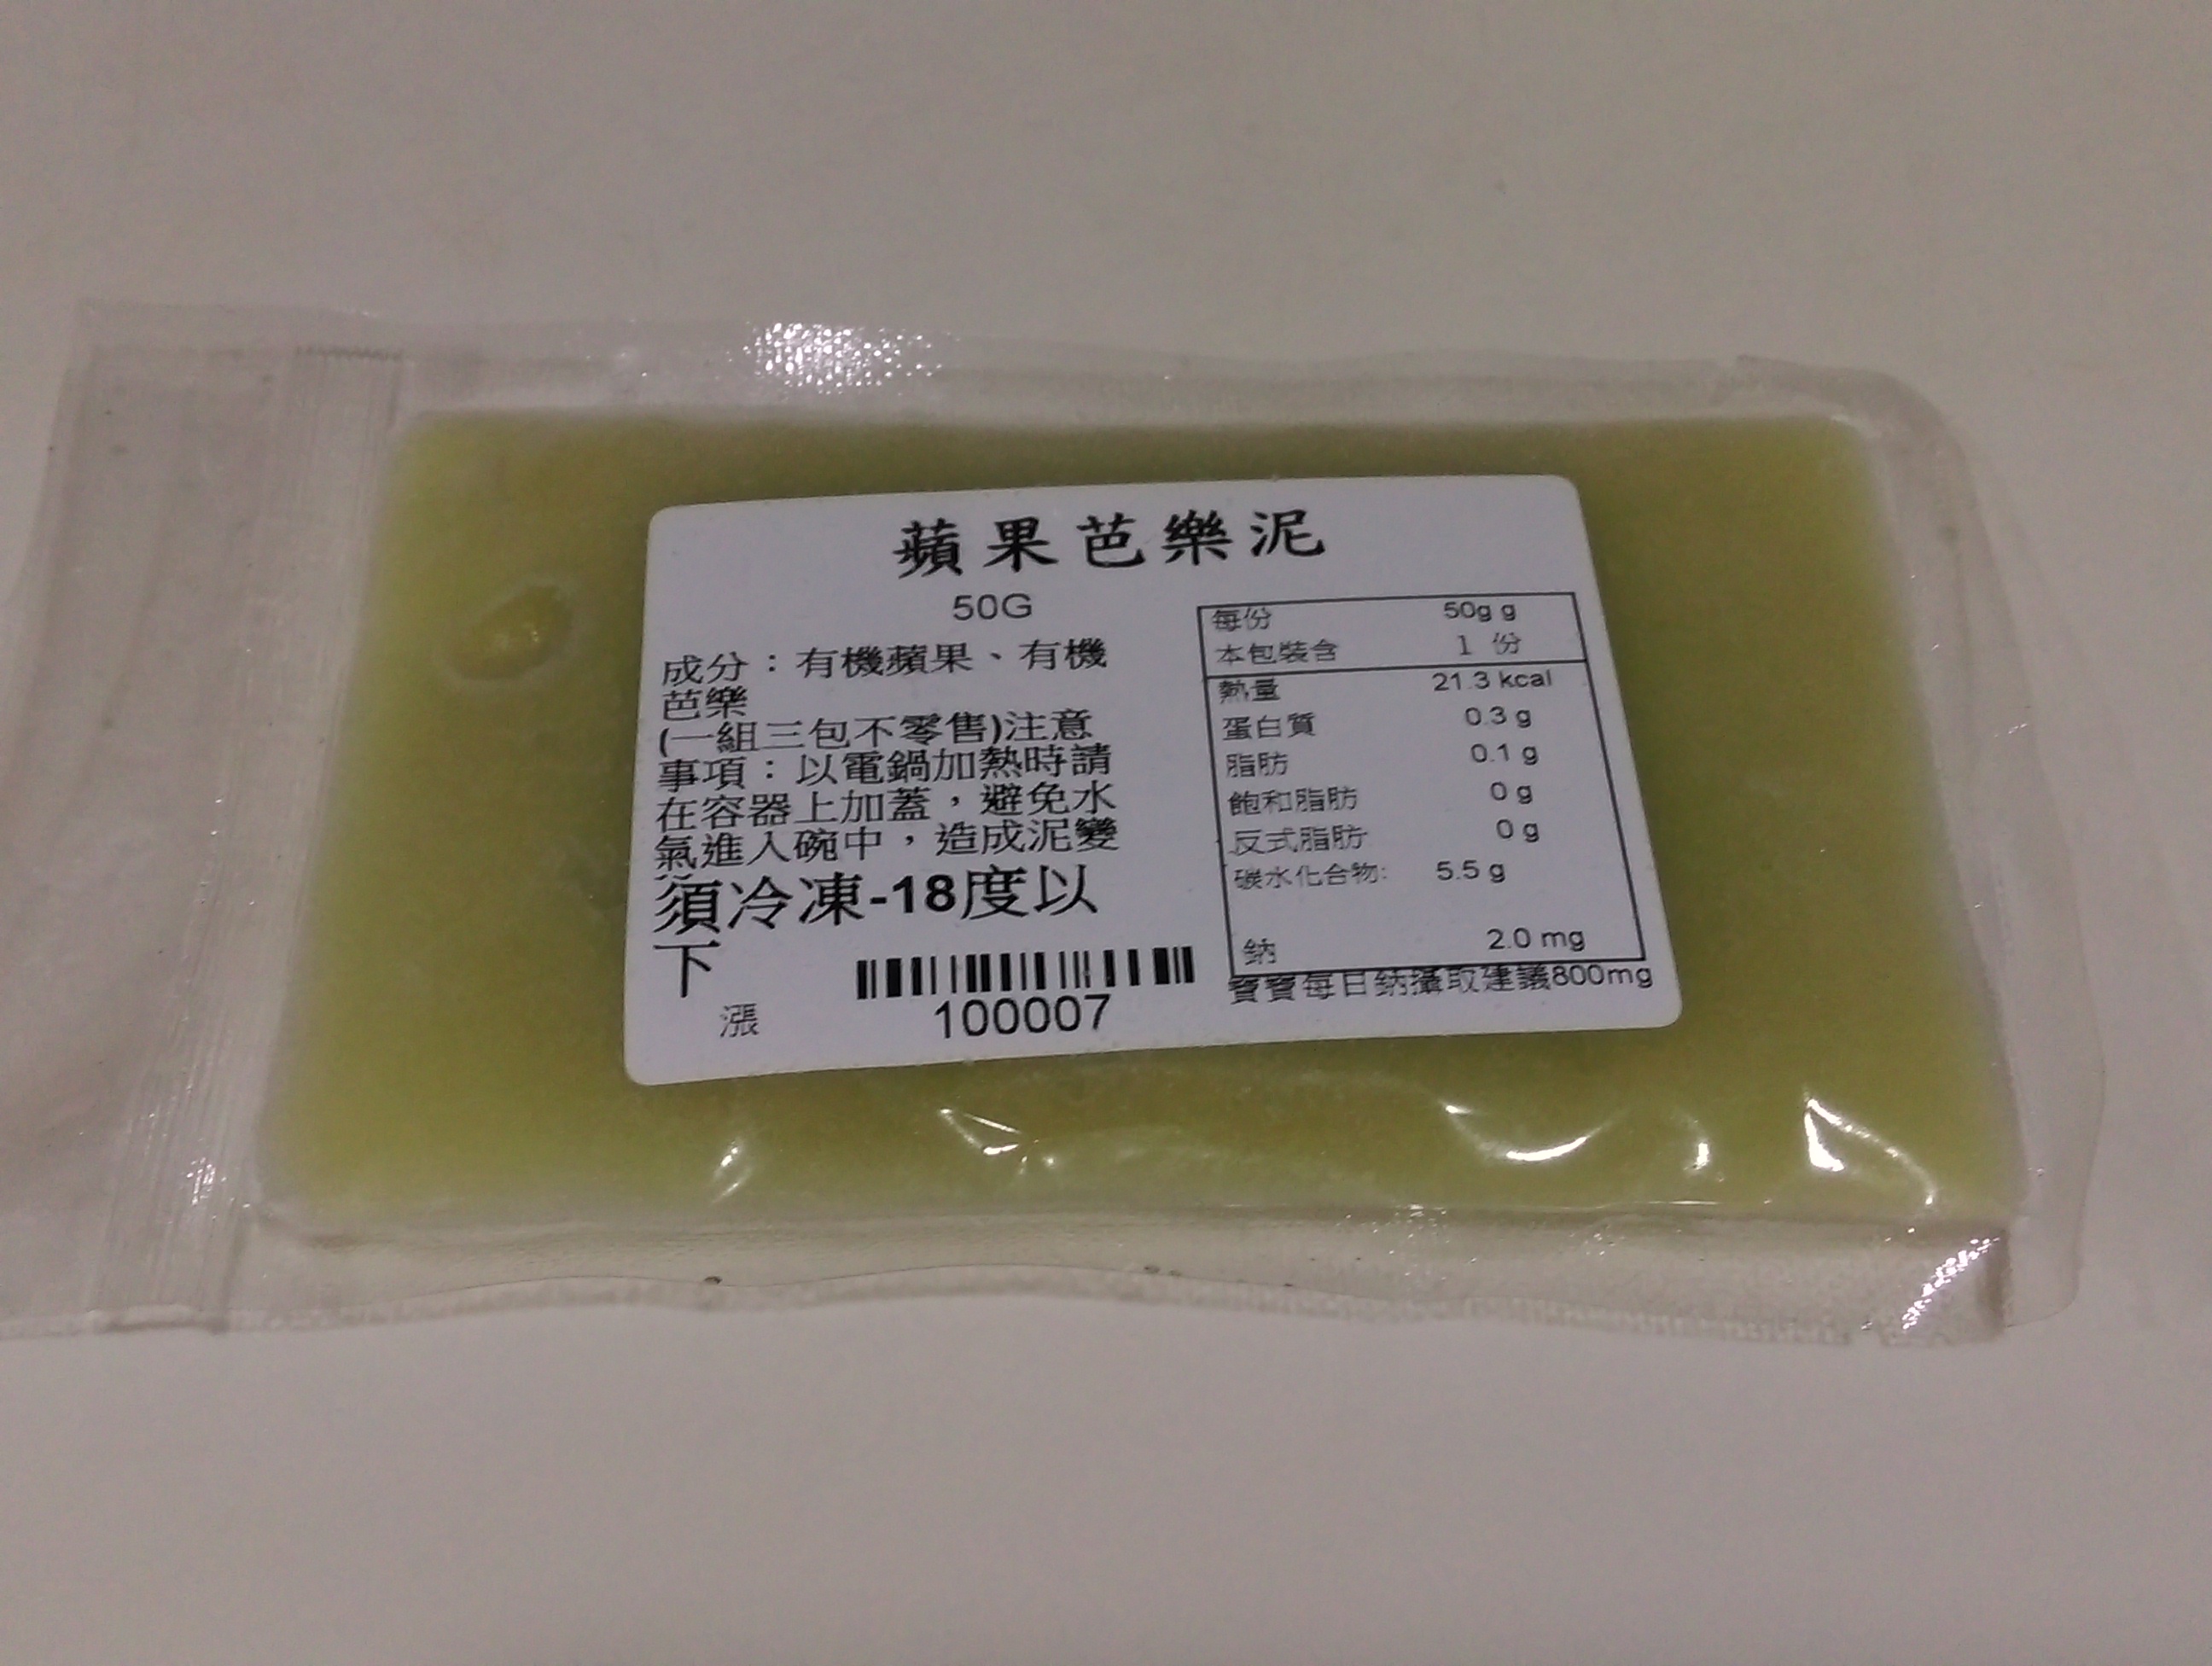 蘋果芭樂泥
50G
成分：有機蘋果、有機
芭樂
(一組三包不零售)注意
事項：以電鍋加熱時請
在容器上加蓋，避免水
氣進入碗中，造成泥變
須冷凍-18度以
下
漲
100007
每份 50g g
本包裝含 1 份
熱量 21.3 kcal
蛋白質 0.3 g
脂肪 0.1 g
飽和脂肪 0 g
反式脂肪 0 g
碳水化合物: 5.5 g
鈉 2.0 mg
寶寶每日鈉攝取建議800mg